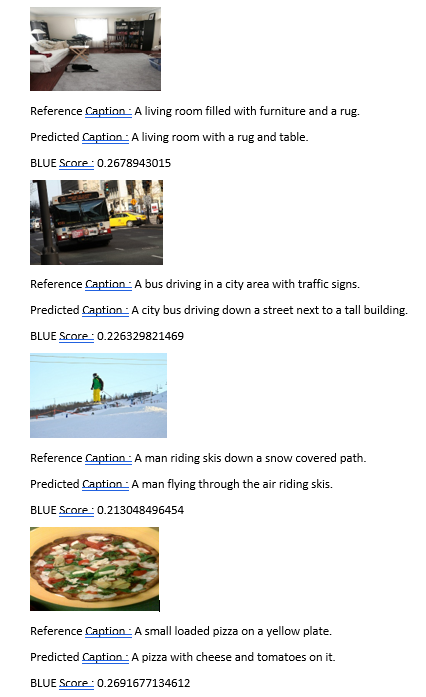 Reference Caption : A living room filled with furniture and a rug.
Predicted Caption : A living room with a rug and table.
BLUE Score : 0.2678943015
Reference Caption : A bus driving in a city area with traffic signs.
Predicted Caption : A city bus driving down a street next to a tall building.
BLUE Score : 0.226329821469
Reference Caption : A man riding skis down a snow covered path.
Predicted Caption : A man flying through the air riding skis.
BLUE Score : 0.213048496454
Reference Caption : A small loaded pizza on a yellow plate.
Predicted Caption : A pizza with cheese and tomatoes on it.
BLUE Score : 0.2691677134612